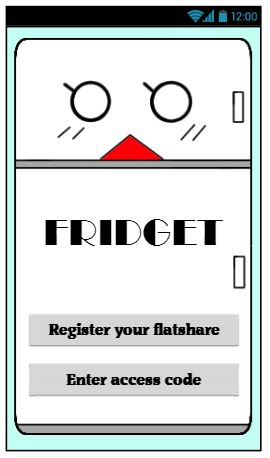 12:00
FRIDGET
Register your flatshare
Enter access code